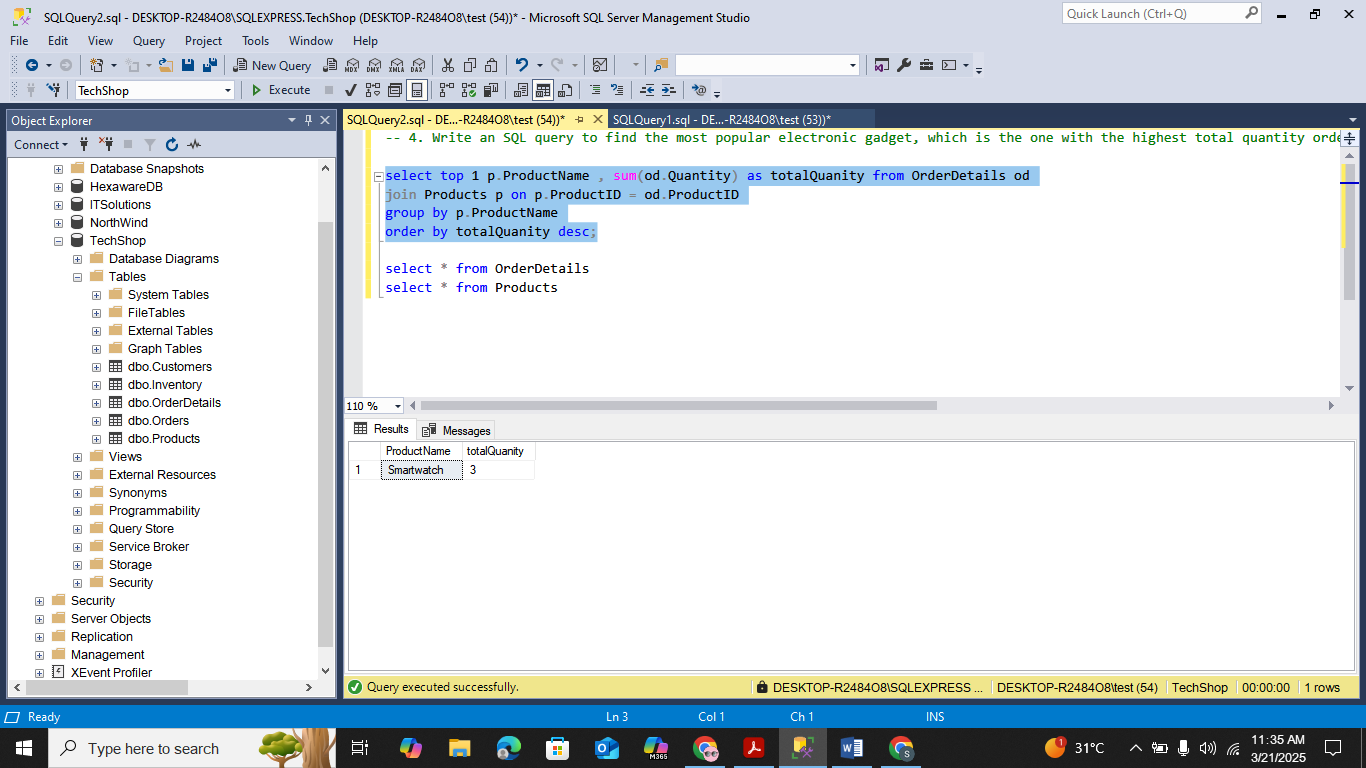 SQLQuery2.sql - DESKTOP-R2484O8\SQLEXPRESS.TechShop (DESKTOP-R2484O8\test (54))* - Microsoft SQL Server Management Studio
Quick Launch (Ctrl+Q)
File Edit View Query Project Tools Window Help
New Query MDX DMX XMLA DAX
TechShop Execute
Object Explorer
Connect
Database Snapshots
HexawareDB
ITSolutions
NorthWind
TechShop
Database Diagrams
Tables
System Tables
FileTables
External Tables
Graph Tables
dbo.Customers
dbo.Inventory
dbo.OrderDetails
dbo.Orders
dbo.Products
Views
External Resources
Synonyms
Programmability
Query Store
Service Broker
Storage
Security
Security
Server Objects
Replication
Management
XEvent Profiler
SQLQuery2.sql - DE...-R2484O8\test (54))* SQLQuery1.sql - DE...-R2484O8\test (53))*
-- 4. Write an SQL query to find the most popular electronic gadget, which is the one with the highest total quantity orde
select top 1 p.ProductName , sum(od.Quantity) as totalQuanity from OrderDetails od
join Products p on p.ProductID = od.ProductID
group by p.ProductName
order by totalQuanity desc;
select * from OrderDetails
select * from Products
110 %
Results Messages
ProductName totalQuanity
1 Smartwatch 3
Query executed successfully. DESKTOP-R2484O8\SQLEXPRESS ... DESKTOP-R2484O8\test (54) TechShop 00:00:00 1 rows
Ready Ln 3 Col 1 Ch 1 INS
Type here to search M365 31°C 11:35 AM
3/21/2025